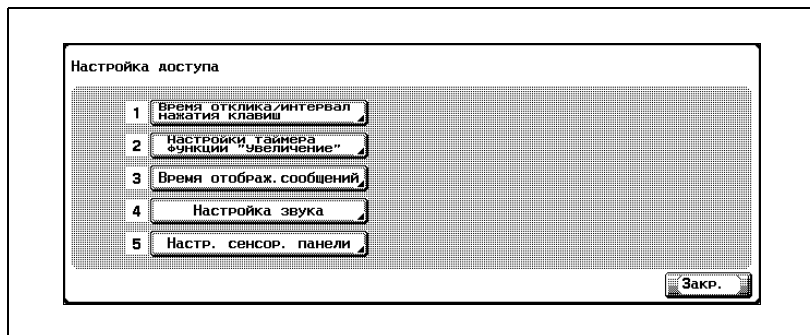 Настройка доступа
1 Время отклика/интервал
нажатия клавиш
2 Настройки таймера
функции "Увеличение"
3 Время отображ.сообщений
4 Настройка звука
5 Настр. сенсор. панели
Закр.